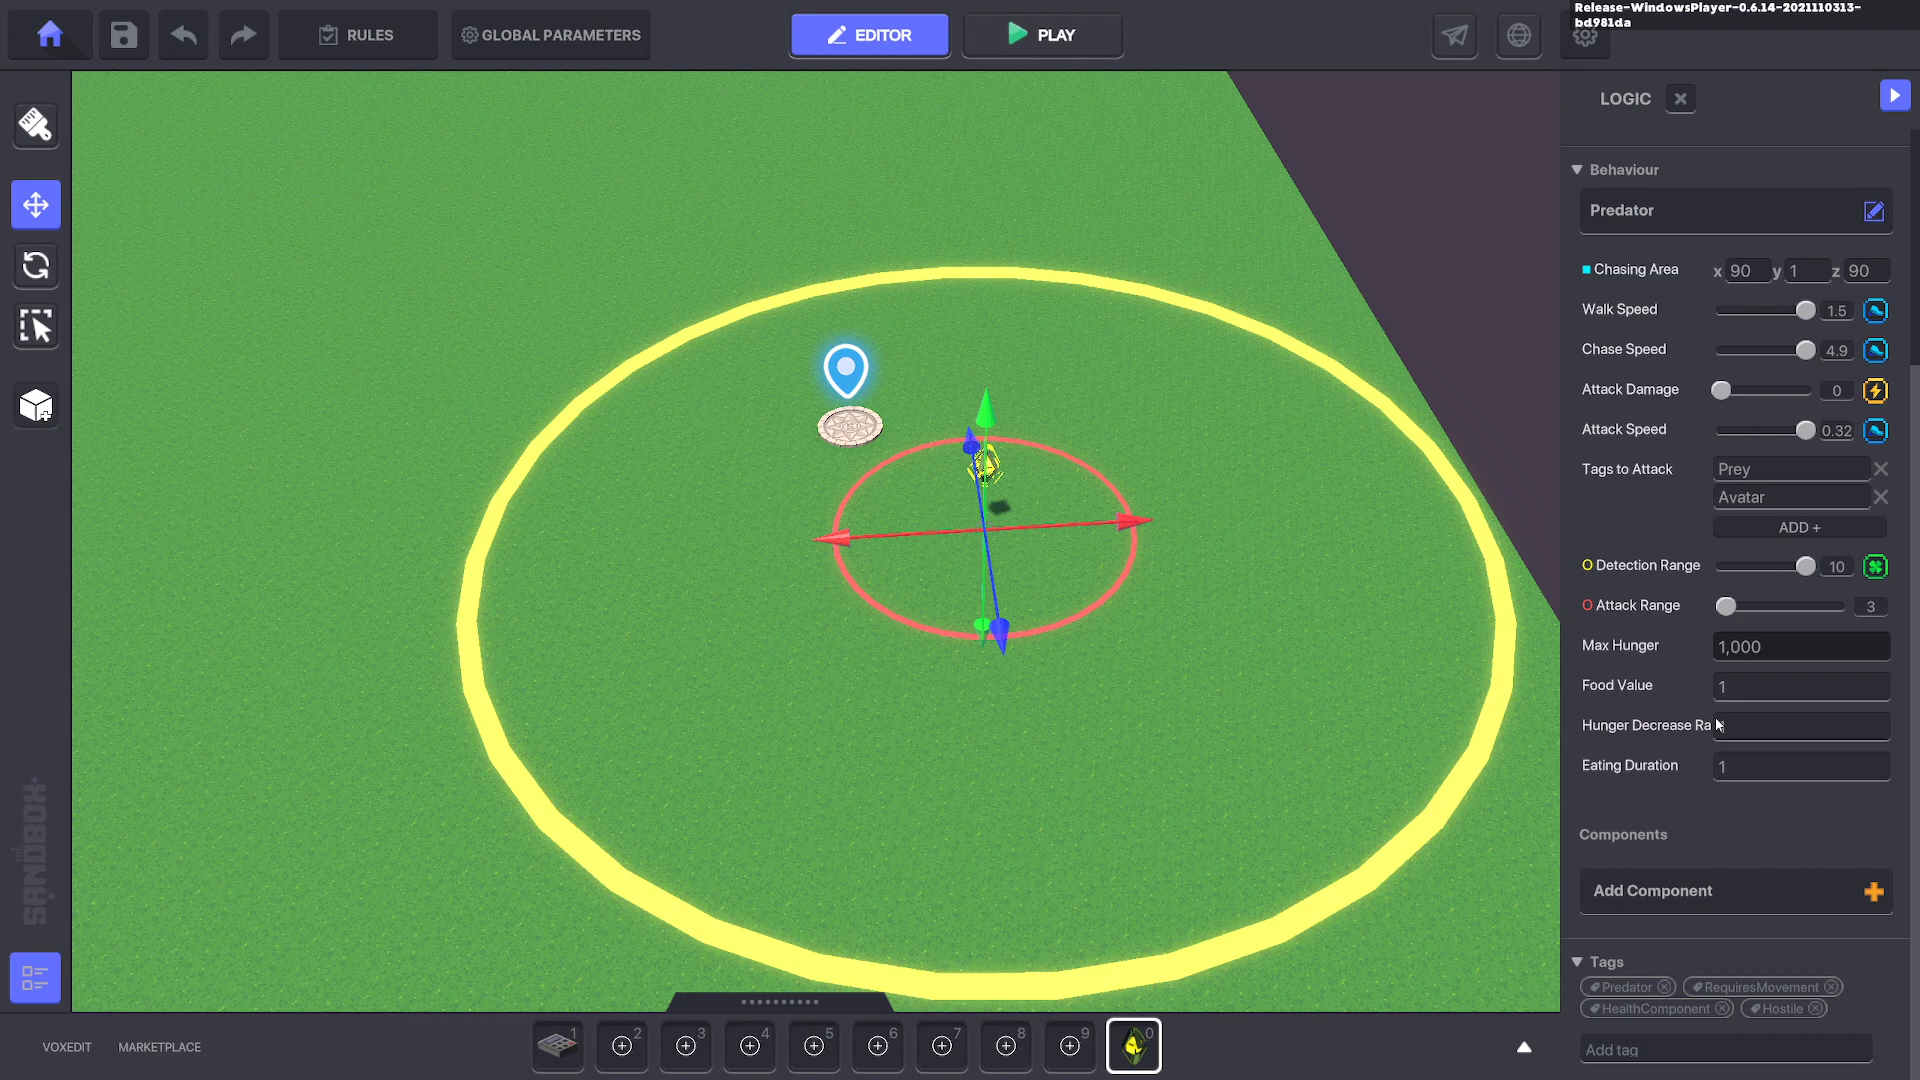 Release-WindowsPlayer-0.6.14-2021110313-
bd981da
RULES
GLOBAL PARAMETERS
EDITOR
PLAY
LOGIC
Behaviour
Predator
Chasing Area x 90 y 1 z 90
Walk Speed 1.5
Chase Speed 4.9
Attack Damage 0
Attack Speed 0.32
Tags to Attack Prey
Avatar
ADD +
Detection Range 10
Attack Range 3
Max Hunger 1,000
Food Value 1
Hunger Decrease Ra
Eating Duration 1
Components
Add Component
Tags
Predator RequiresMovement
HealthComponent Hostile
Add tag
THE SANDBOX
VOXEDIT MARKETPLACE
1 2 3 4 5 6 7 8 9 0